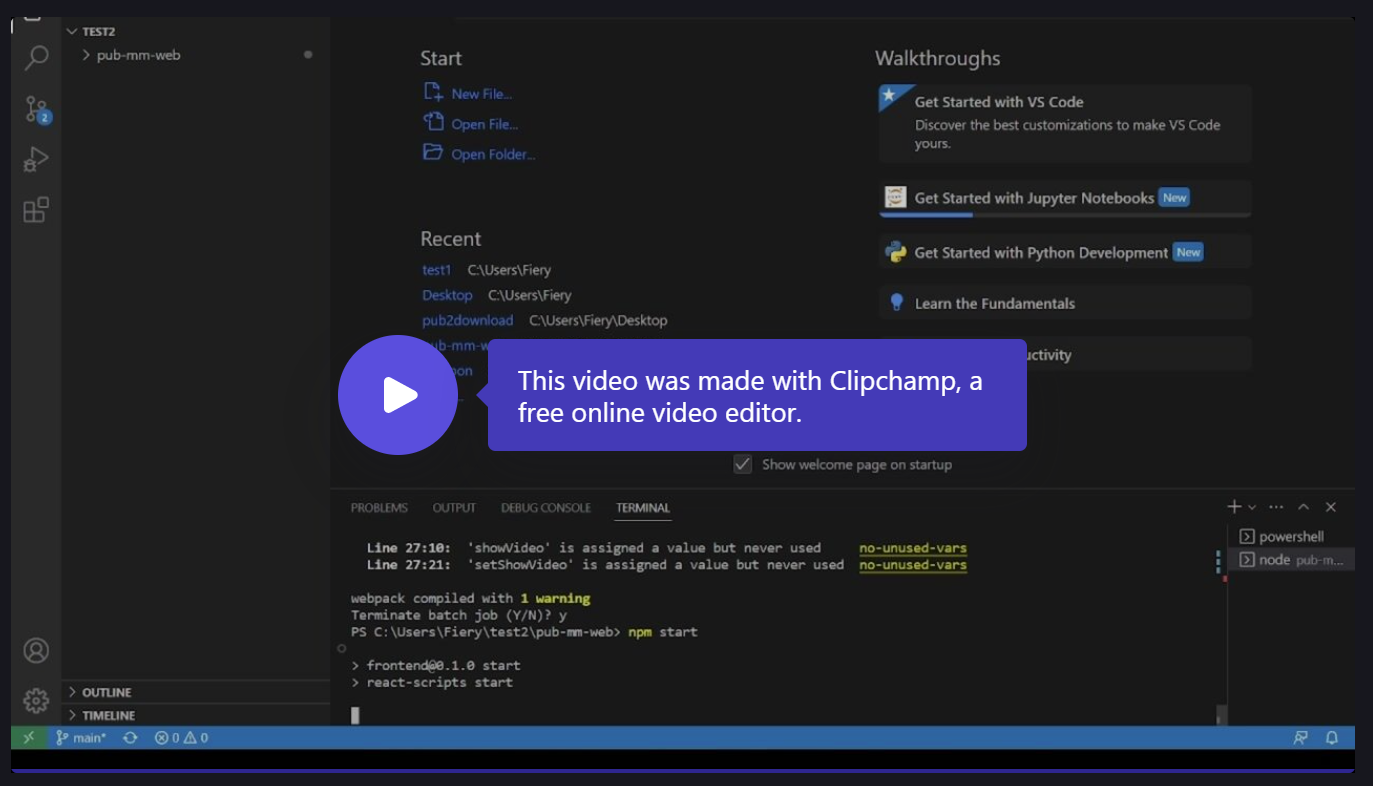 TEST2
pub-mm-web
2
Start
New File...
Open File...
Open Folder...
Recent
test1 C:\Users\Fiery
Desktop C:\Users\Fiery
pub2download C:\Users\Fiery\Desktop
Walkthroughs
Get Started with VS Code
Discover the best customizations to make VS Code
yours.
Get Started with Jupyter Notebooks New
Get Started with Python Development New
Learn the Fundamentals
This video was made with Clipchamp, a
free online video editor.
Show welcome page on startup
PROBLEMS OUTPUT DEBUG CONSOLE TERMINAL
Line 27:10: 'showVideo' is assigned a value but never used no-unused-vars
Line 27:21: 'setShowVideo' is assigned a value but never used no-unused-vars
webpack compiled with 1 warning
Terminate batch job (Y/N)? y
PS C:\Users\Fiery\test2\pub-mm-web> npm start
> frontend@0.1.0 start
> react-scripts start
powershell
node pub-m...
OUTLINE
TIMELINE
main* 0 0